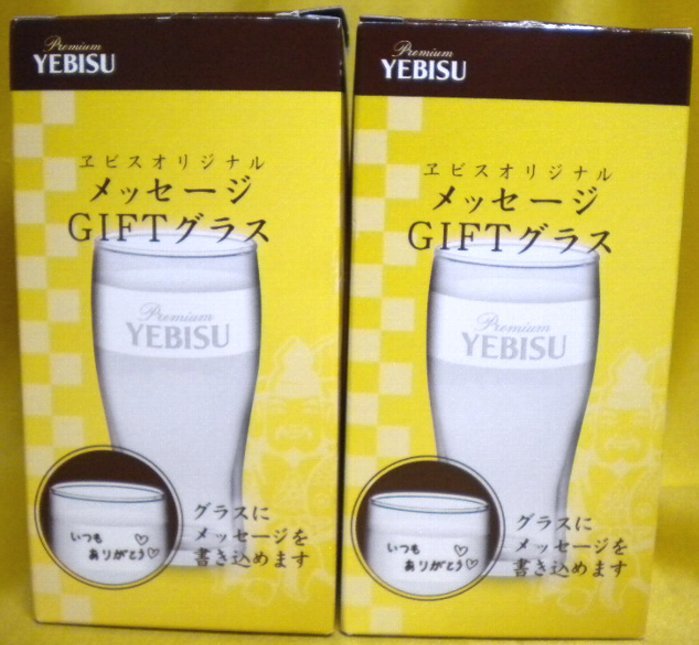 Premium
YEBISU
ヱビスオリジナル
メッセージ
GIFTグラス
Premium
YEBISU
いつも♡
ありがとう♡
グラスに
メッセージを
書き込めます
Premium
YEBISU
ヱビスオリジナル
メッセージ
GIFTグラス
Premium
YEBISU
いつも♡
ありがとう♡
グラスに
メッセージを
書き込めます